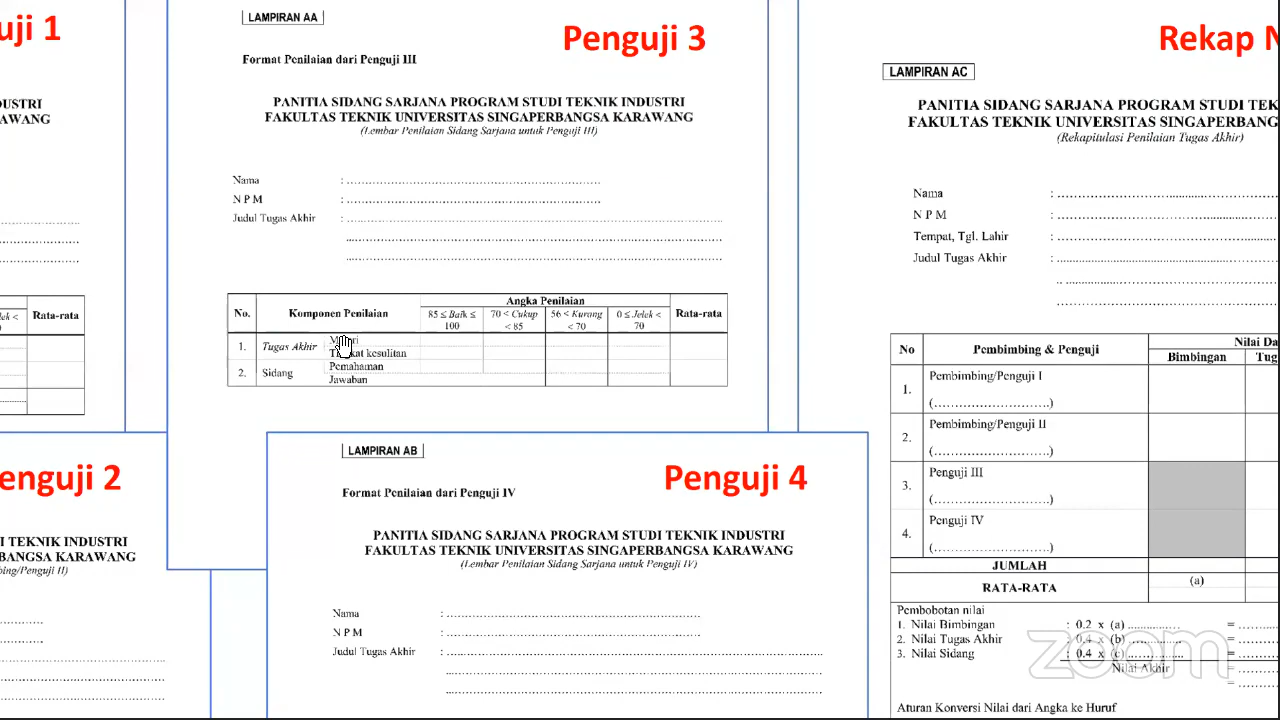 uji 1
DUSTRI
KARAWANG
Rata-rata
LAMPIRAN AA
Penguji 3
Format Penilaian dari Penguji III
PANITIA SIDANG SARJANA PROGRAM STUDI TEKNIK INDUSTRI
FAKULTAS TEKNIK UNIVERSITAS SINGAPERBANGSA KARAWANG
(Lembar Penilaian Sidang Sarjana untuk Penguji III)
Nama :
N P M :
Judul Tugas Akhir :
No. Komponen Penilaian Angka Penilaian Rata-rata
85 ≤ Baik ≤ 100 70 < Cukup < 85 56 < Kurang < 70 0 ≤ Jelek < 70
1. Tugas Akhir
kesulitan
2. Sidang Pemahaman
Jawaban
Rekap N
LAMPIRAN AC
PANITIA SIDANG SARJANA PROGRAM STUDI TEK
FAKULTAS TEKNIK UNIVERSITAS SINGAPERBANG
(Rekapitulasi Penilaian Tugas Akhir)
Nama :
N P M :
Tempat, Tgl. Lahir :
Judul Tugas Akhir :
No Pembimbing & Penguji Nilai Da
Bimbingan Tug
1. Pembimbing/Penguji I
(............................)
2. Pembimbing/Penguji II
(............................)
3. Penguji III
(............................)
4. Penguji IV
(............................)
JUMLAH
RATA-RATA (a)
Pembobotan nilai
1. Nilai Bimbingan : 0.2 x (a) =
2. Nilai Tugas Akhir : 0.4 x (b) =
3. Nilai Sidang : 0.4 x (c) =
Nilai Akhir =
Aturan Konversi Nilai dari Angka ke Huruf
zoom
enguji 2
I TEKNIK INDUSTRI
BANGSA KARAWANG
bing/Penguji II)
LAMPIRAN AB
Penguji 4
Format Penilaian dari Penguji IV
PANITIA SIDANG SARJANA PROGRAM STUDI TEKNIK INDUSTRI
FAKULTAS TEKNIK UNIVERSITAS SINGAPERBANGSA KARAWANG
(Lembar Penilaian Sidang Sarjana untuk Penguji IV)
Nama :
N P M :
Judul Tugas Akhir :